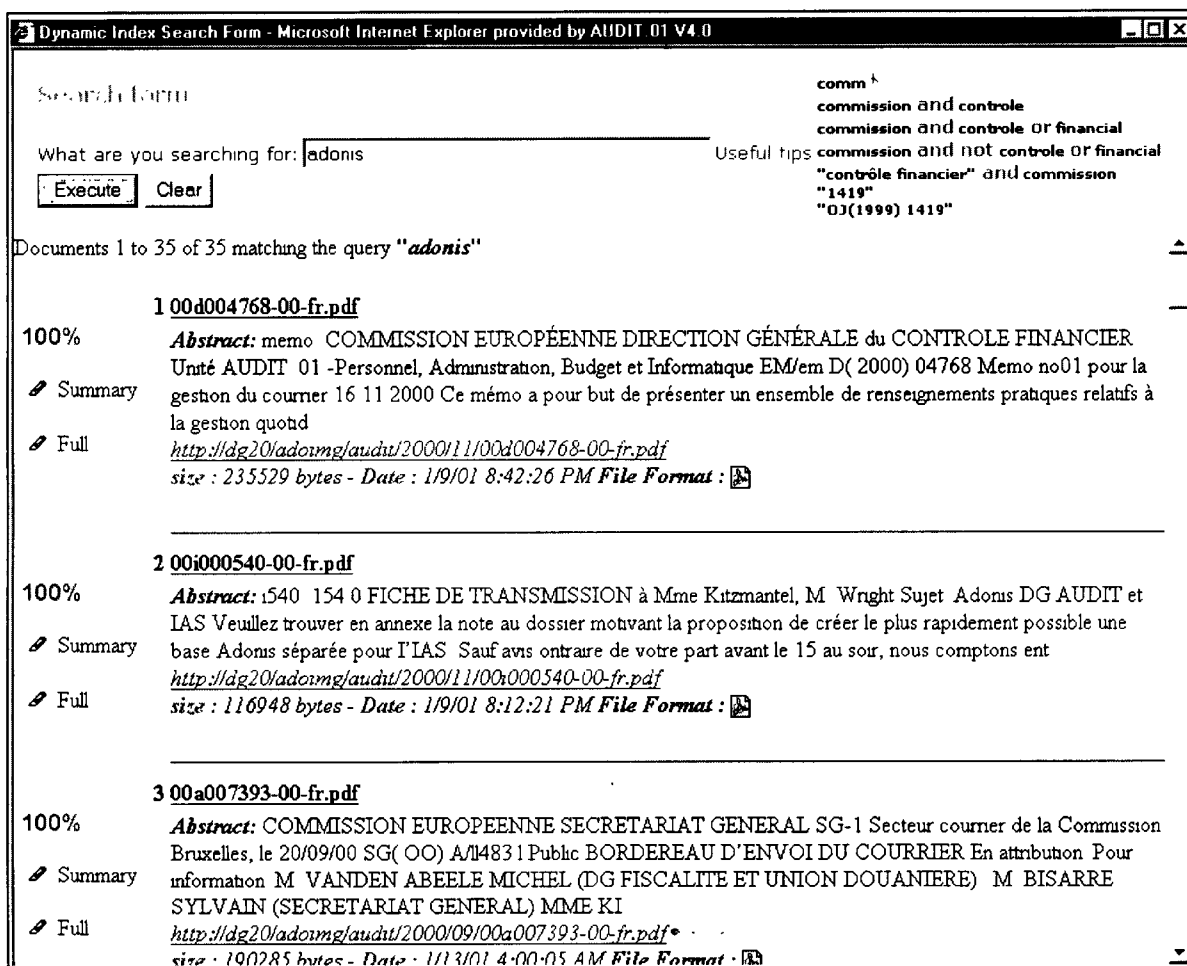 Dynamic Index Search Form - Microsoft Internet Explorer provided by AUDIT.01 V4.0
Search form
What are you searching for: adonis
Execute Clear
Useful tips
comm *
commission and controle
commission and controle or financial
commission and not controle or financial
"contrôle financier" and commission
"1419"
"OJ(1999) 1419"
Documents 1 to 35 of 35 matching the query "adonis"
1 00d004768-00-fr.pdf
100%
Summary
Full
Abstract: memo COMMISSION EUROPÉENNE DIRECTION GÉNÉRALE du CONTROLE FINANCIER
Unité AUDIT 01 -Personnel, Administration, Budget et Informatique EM/em D( 2000) 04768 Memo no01 pour la
gestion du courrier 16 11 2000 Ce mémo a pour but de présenter un ensemble de renseignements pratiques relatifs à
la gestion quotid
http://dg20/adoimg/audit/2000/11/00d004768-00-fr.pdf
size : 235529 bytes - Date : 1/9/01 8:42:26 PM File Format :
2 00i000540-00-fr.pdf
100%
Summary
Full
Abstract: i540 154 0 FICHE DE TRANSMISSION à Mme Kitzmantel, M Wright Sujet Adonis DG AUDIT et
IAS Veuillez trouver en annexe la note au dossier motivant la proposition de créer le plus rapidement possible une
base Adonis séparée pour l'IAS Sauf avis ontraire de votre part avant le 15 au soir, nous comptons ent
http://dg20/adoimg/audit/2000/11/00i000540-00-fr.pdf
size : 116948 bytes - Date : 1/9/01 8:12:21 PM File Format :
3 00a007393-00-fr.pdf
100%
Summary
Full
Abstract: COMMISSION EUROPEENNE SECRETARIAT GENERAL SG-1 Secteur courrier de la Commission
Bruxelles, le 20/09/00 SG( OO) A/ll4831 Public BORDEREAU D'ENVOI DU COURRIER En attribution Pour
information M VANDEN ABEELE MICHEL (DG FISCALITE ET UNION DOUANIERE) M BISARRE
SYLVAIN (SECRETARIAT GENERAL) MME KI
http://dg20/adoimg/audit/2000/09/00a007393-00-fr.pdf
size : 190285 bytes - Date : 1/13/01 4:00:05 AM File Format :